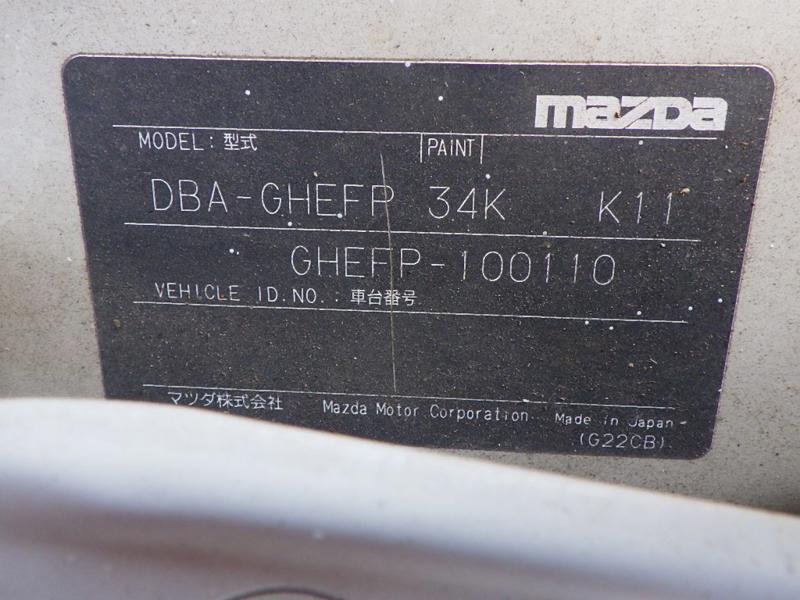 mazda
MODEL: 型式 PAINT
DBA-GHEFP 34K K11
GHEFP-100110
VEHICLE ID.NO.: 車台番号
マツダ株式会社 Mazda Motor Corporation Made in Japan
(G22CB)